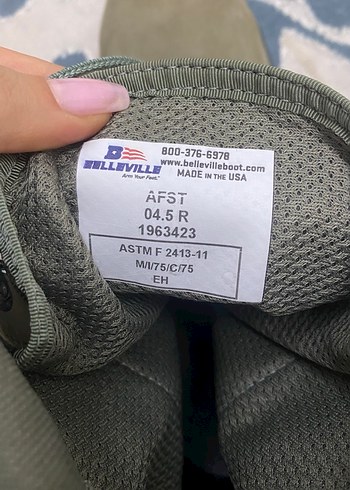 BELLEVILLE
Arm Your Feet.
800-376-6978
www.bellevilleboot.com
MADE IN THE USA
AFST
04.5 R
1963423
ASTM F 2413-11
M/I/75/C/75
EH